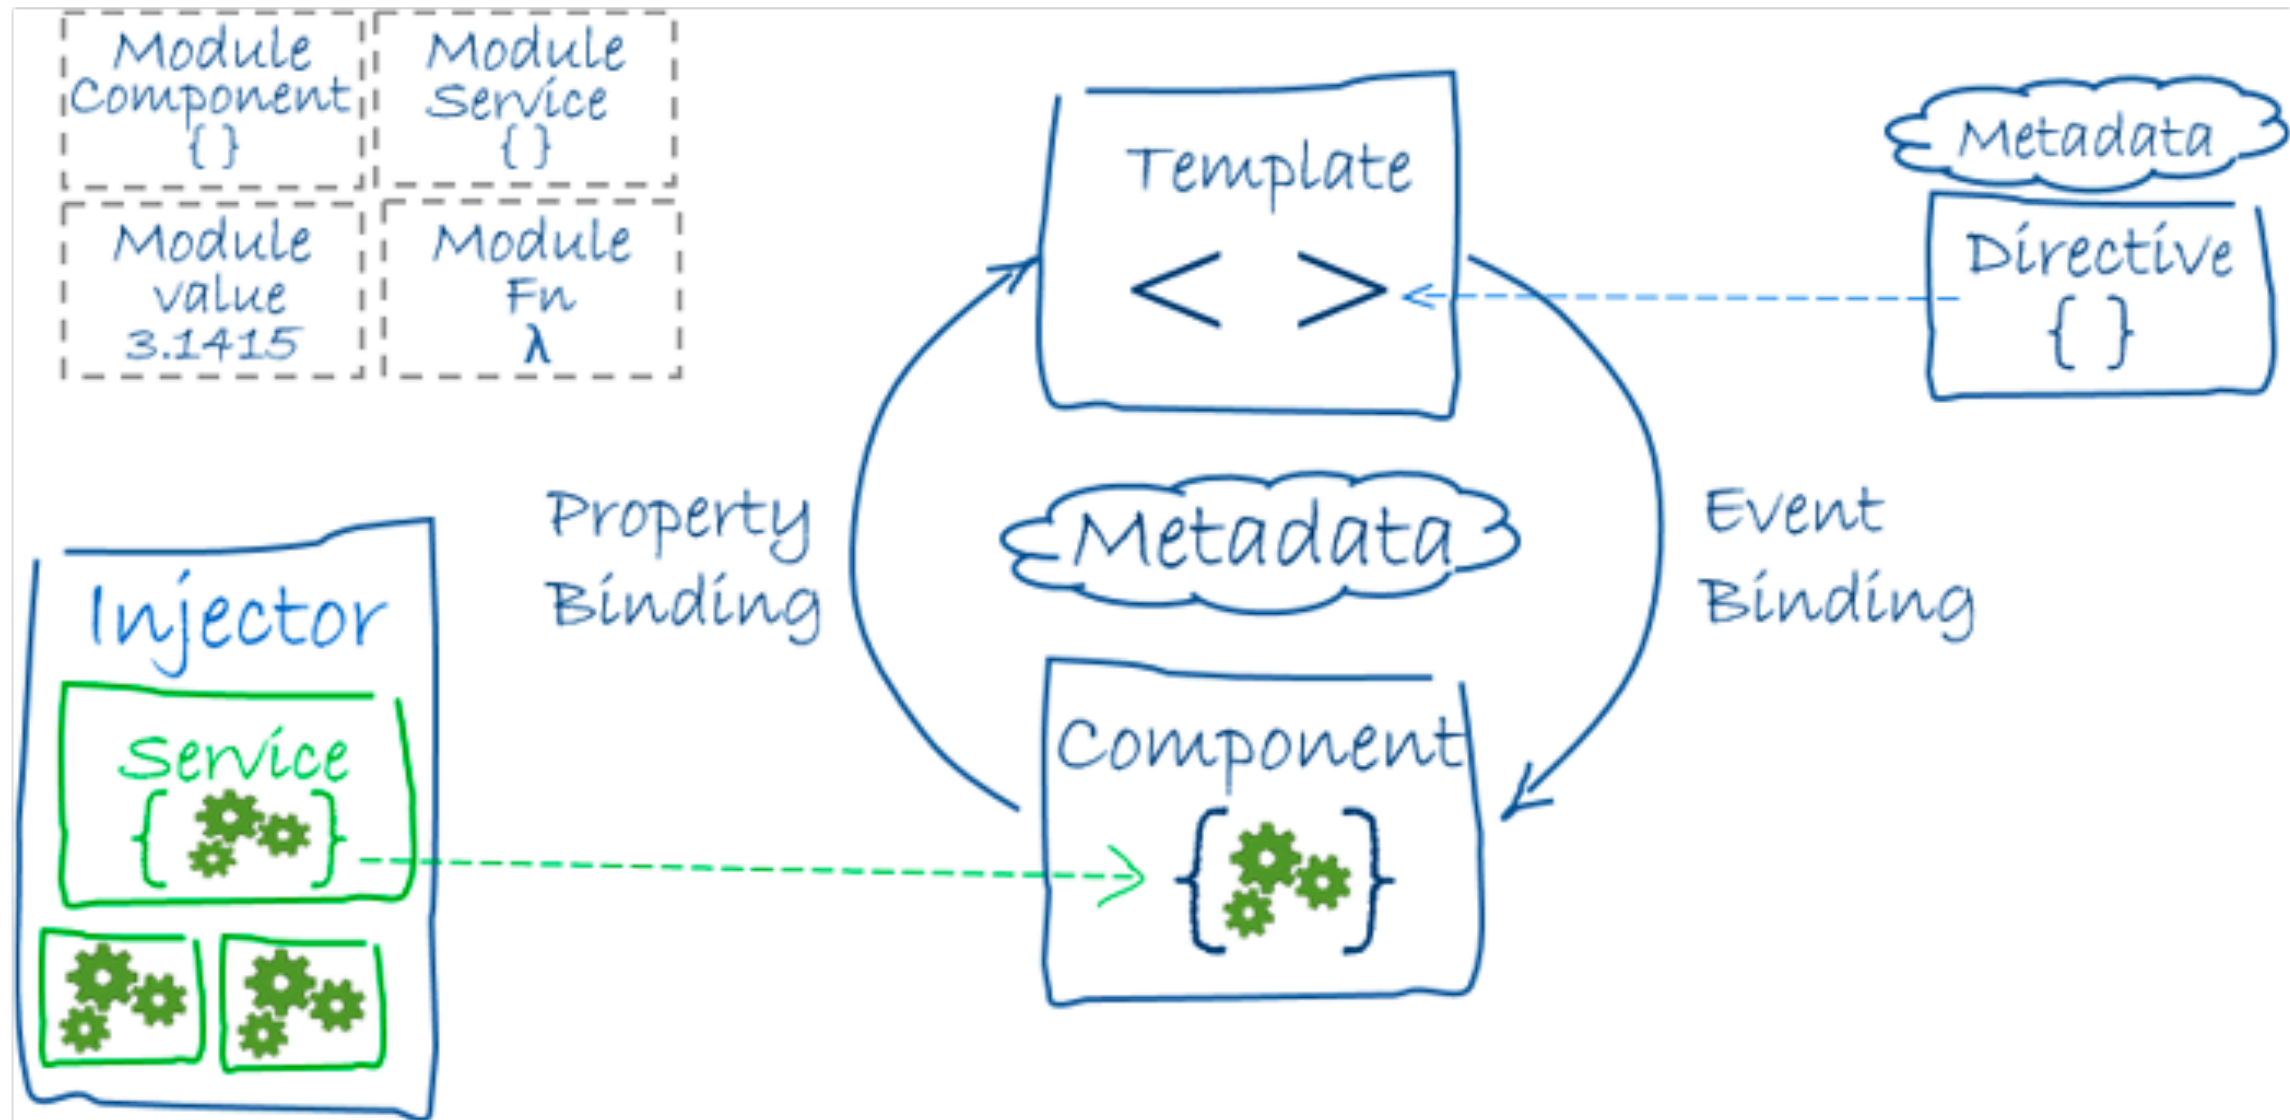 Module
Component
{ }
Module
Service
{ }
Module
value
3.1415
Module
Fn
λ
Template
< >
Metadata
Directive
{ }
Property
Binding
Metadata
Event
Binding
Injector
Service
{ }
Component
{ }